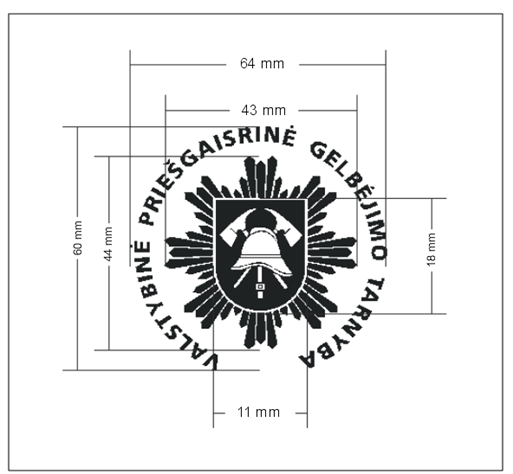 64 mm
43 mm
VALSTYBINĖ PRIEŠGAISRINĖ GELBĖJIMO TARNYBA
60 mm
44 mm
18 mm
11 mm